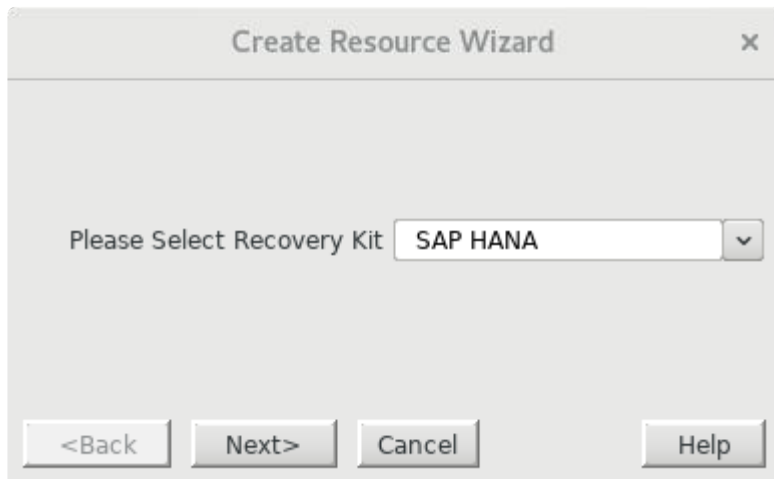 Create Resource Wizard ×
Please Select Recovery Kit SAP HANA
<Back Next> Cancel Help